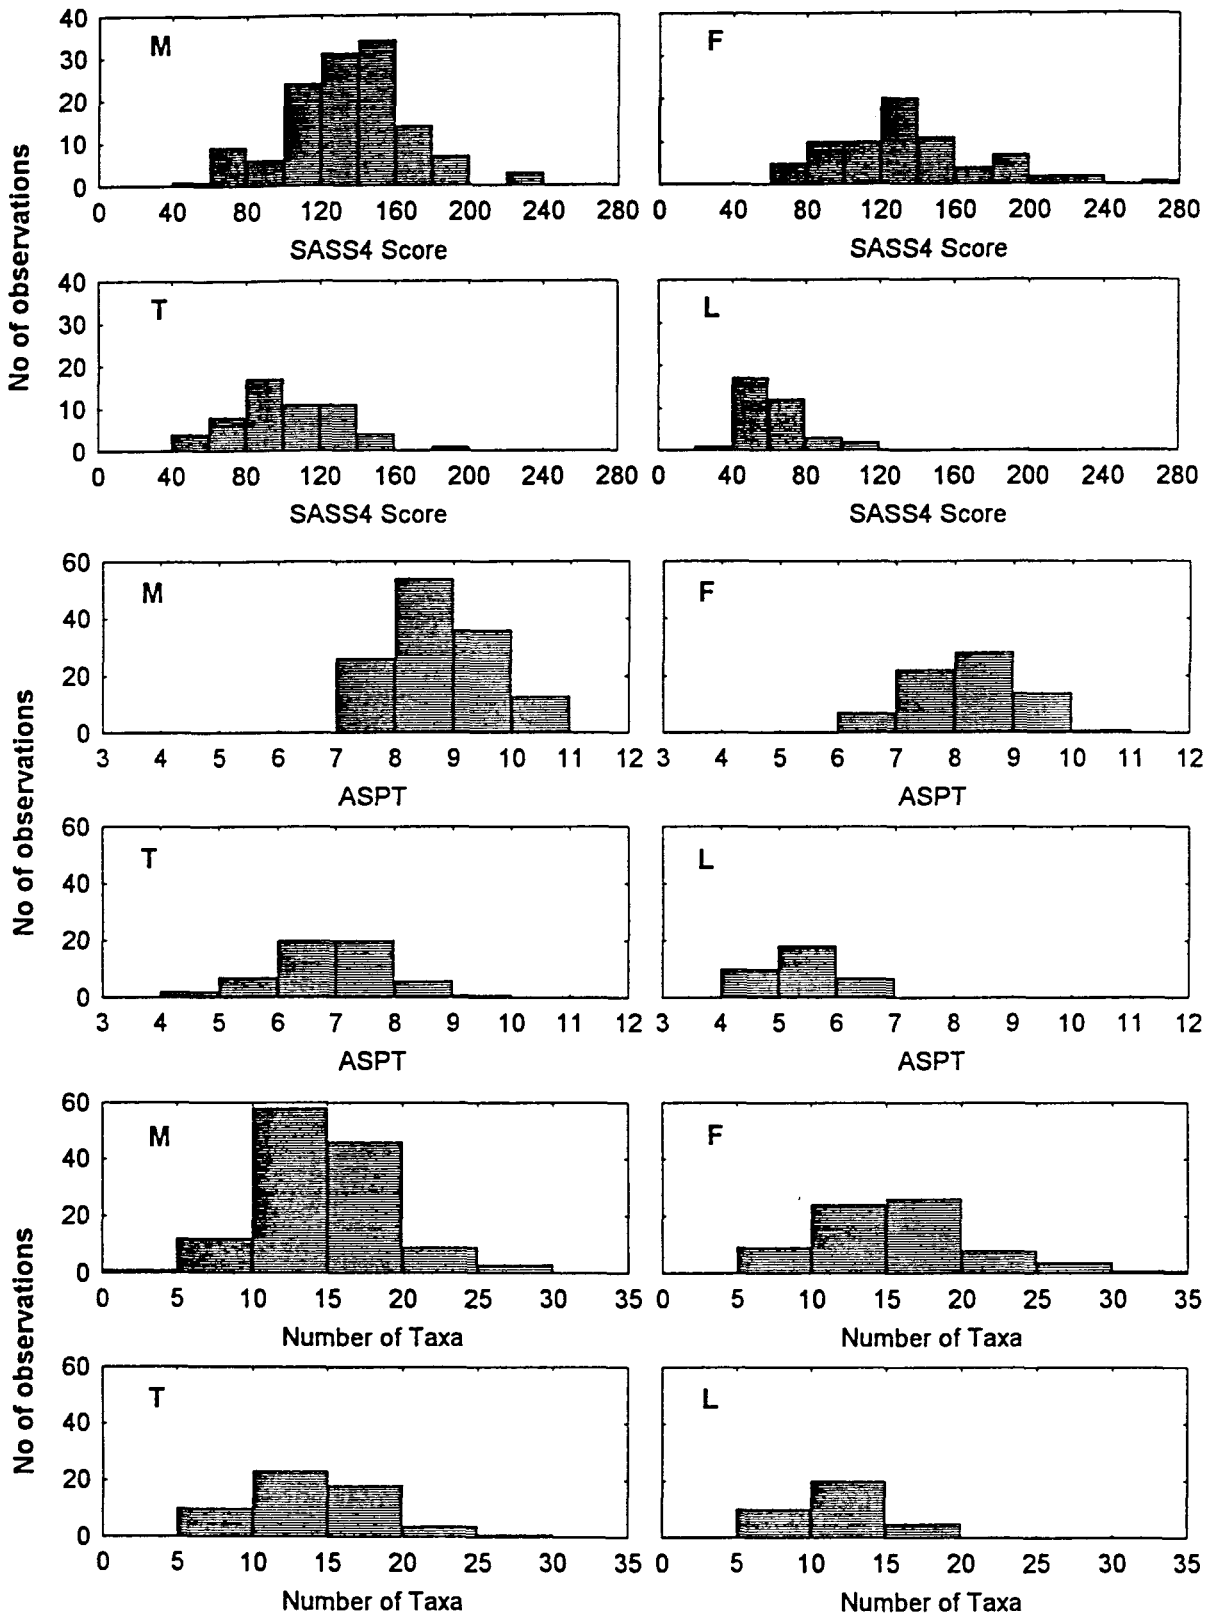 No of observations
40
30
20
10
0
M
F
0 40 80 120 160 200 240 280
0 40 80 120 160 200 240 280
SASS4 Score
SASS4 Score
40
30
20
10
0
T
L
0 40 80 120 160 200 240 280
0 40 80 120 160 200 240 280
SASS4 Score
SASS4 Score
No of observations
60
40
20
0
M
F
3 4 5 6 7 8 9 10 11 12
3 4 5 6 7 8 9 10 11 12
ASPT
ASPT
60
40
20
0
T
L
3 4 5 6 7 8 9 10 11 12
3 4 5 6 7 8 9 10 11 12
ASPT
ASPT
No of observations
60
40
20
0
M
F
0 5 10 15 20 25 30 35
0 5 10 15 20 25 30 35
Number of Taxa
Number of Taxa
60
40
20
0
T
L
0 5 10 15 20 25 30 35
0 5 10 15 20 25 30 35
Number of Taxa
Number of Taxa